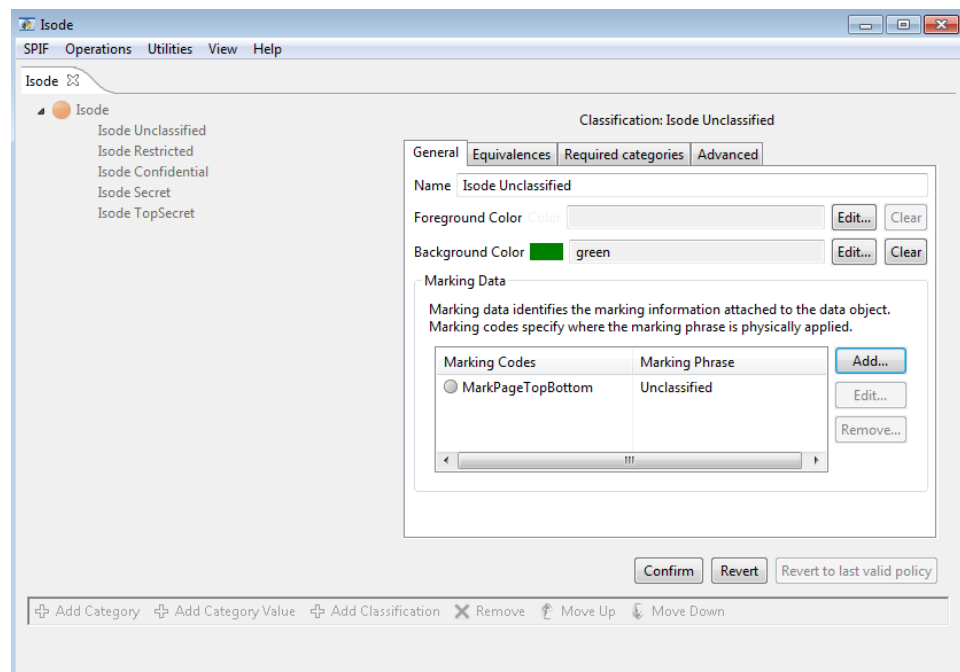 Isode
SPIF Operations Utilities View Help
Isode
Isode
Isode Unclassified
Isode Restricted
Isode Confidential
Isode Secret
Isode TopSecret
Classification: Isode Unclassified
General Equivalences Required categories Advanced
Name Isode Unclassified
Foreground Color Color Edit... Clear
Background Color green Edit... Clear
Marking Data
Marking data identifies the marking information attached to the data object.
Marking codes specify where the marking phrase is physically applied.
Marking Codes Marking Phrase Add...
MarkPageTopBottom Unclassified Edit...
Remove...
Confirm Revert Revert to last valid policy
Add Category Add Category Value Add Classification Remove Move Up Move Down